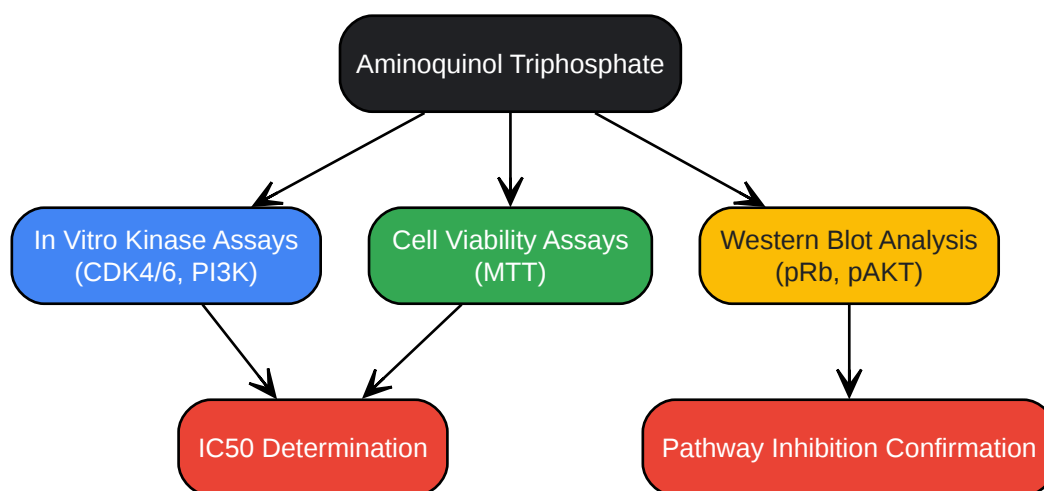 Aminoquinol Triphosphate
In Vitro Kinase Assays
(CDK4/6, PI3K)
Cell Viability Assays
(MTT)
Western Blot Analysis
(pRb, pAKT)
IC50 Determination
Pathway Inhibition Confirmation